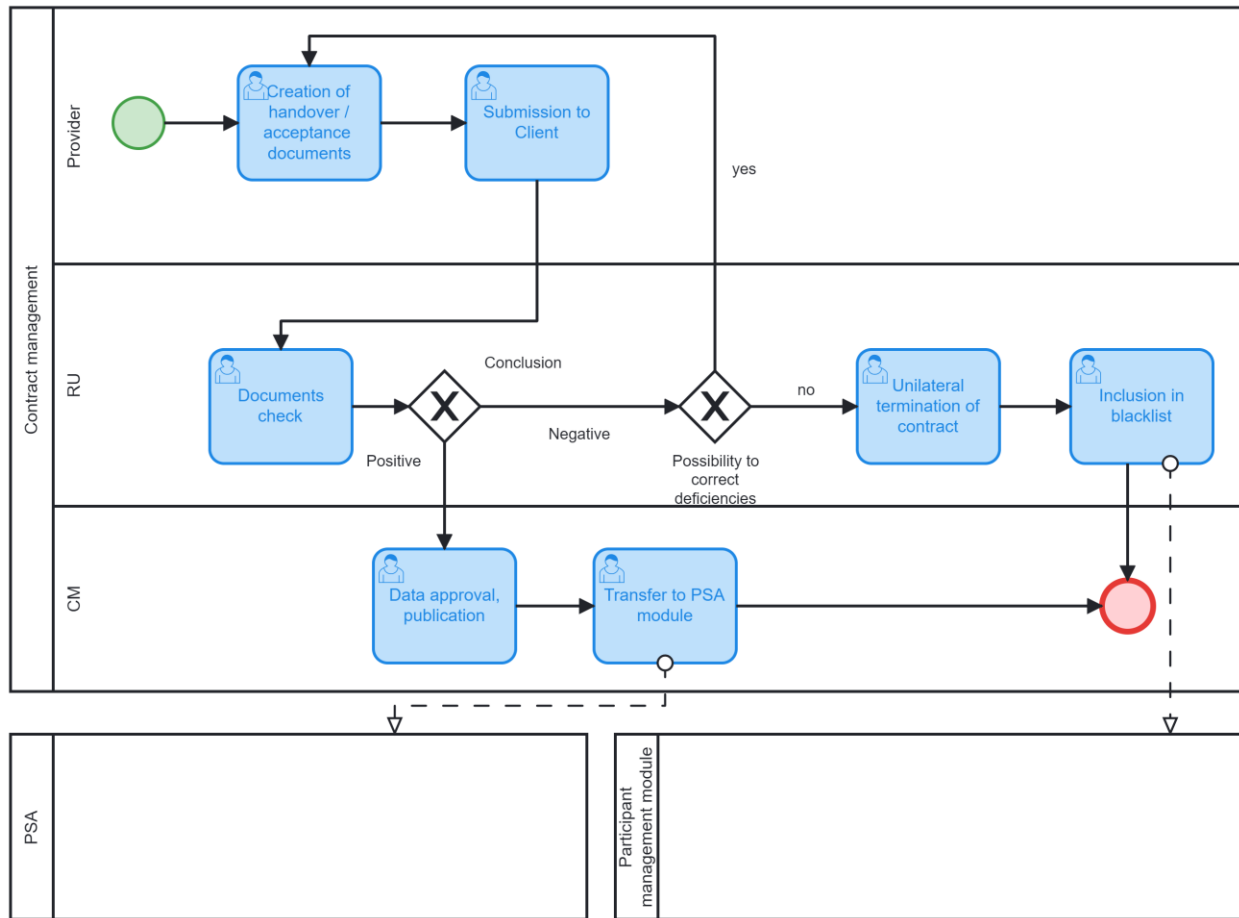 Contract management
Provider
Creation of
handover /
acceptance
documents
Submission to
Client
yes
RU
Documents
check
Conclusion
Positive
Negative
Possibility to
correct
deficiencies
no
Unilateral
termination of
contract
Inclusion in
blacklist
CM
Data approval,
publication
Transfer to PSA
module
PSA
Participant
management module